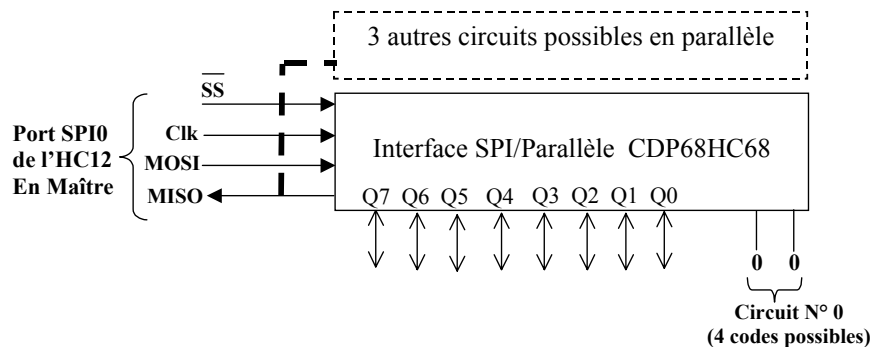 3 autres circuits possibles en parallèle
SS
Port SPI0
de l'HC12
En Maître
Clk
MOSI
MISO
Interface SPI/Parallèle CDP68HC68
Q7 Q6 Q5 Q4 Q3 Q2 Q1 Q0
0 0
Circuit N° 0
(4 codes possibles)